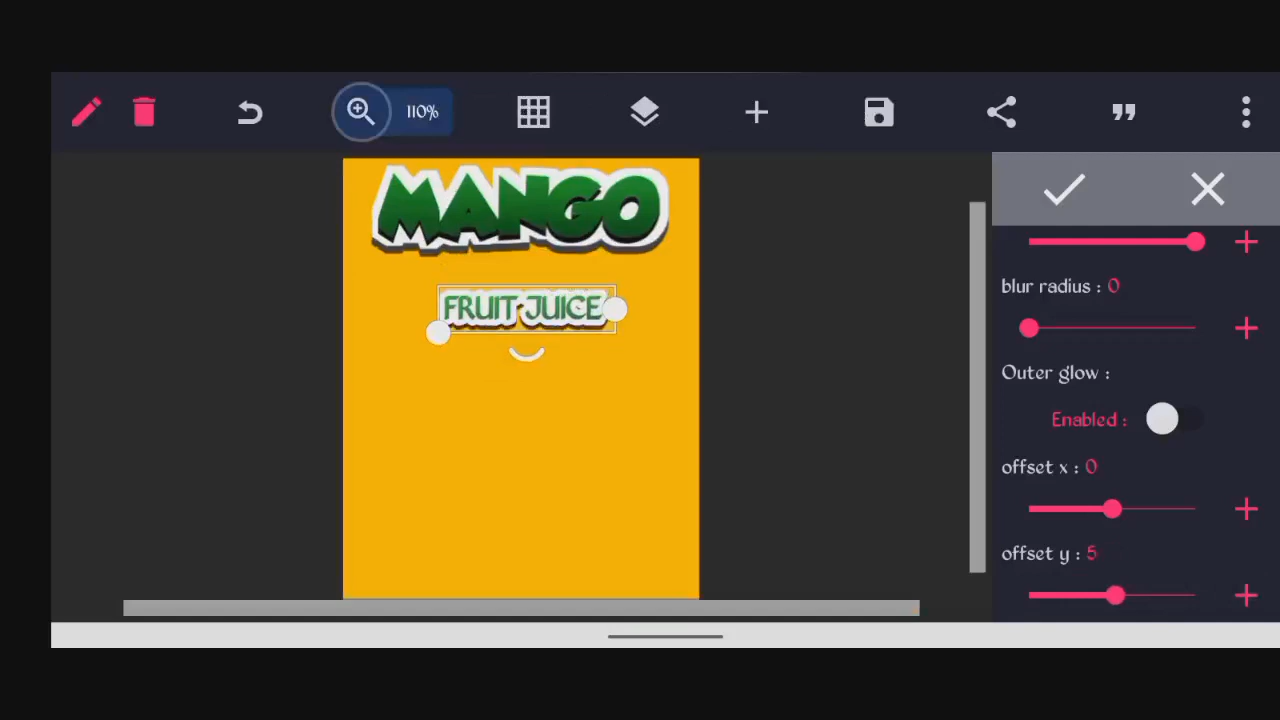 110%
MANGO
FRUIT JUICE
blur radius : 0
Outer glow :
Enabled :
offset x : 0
offset y : 5